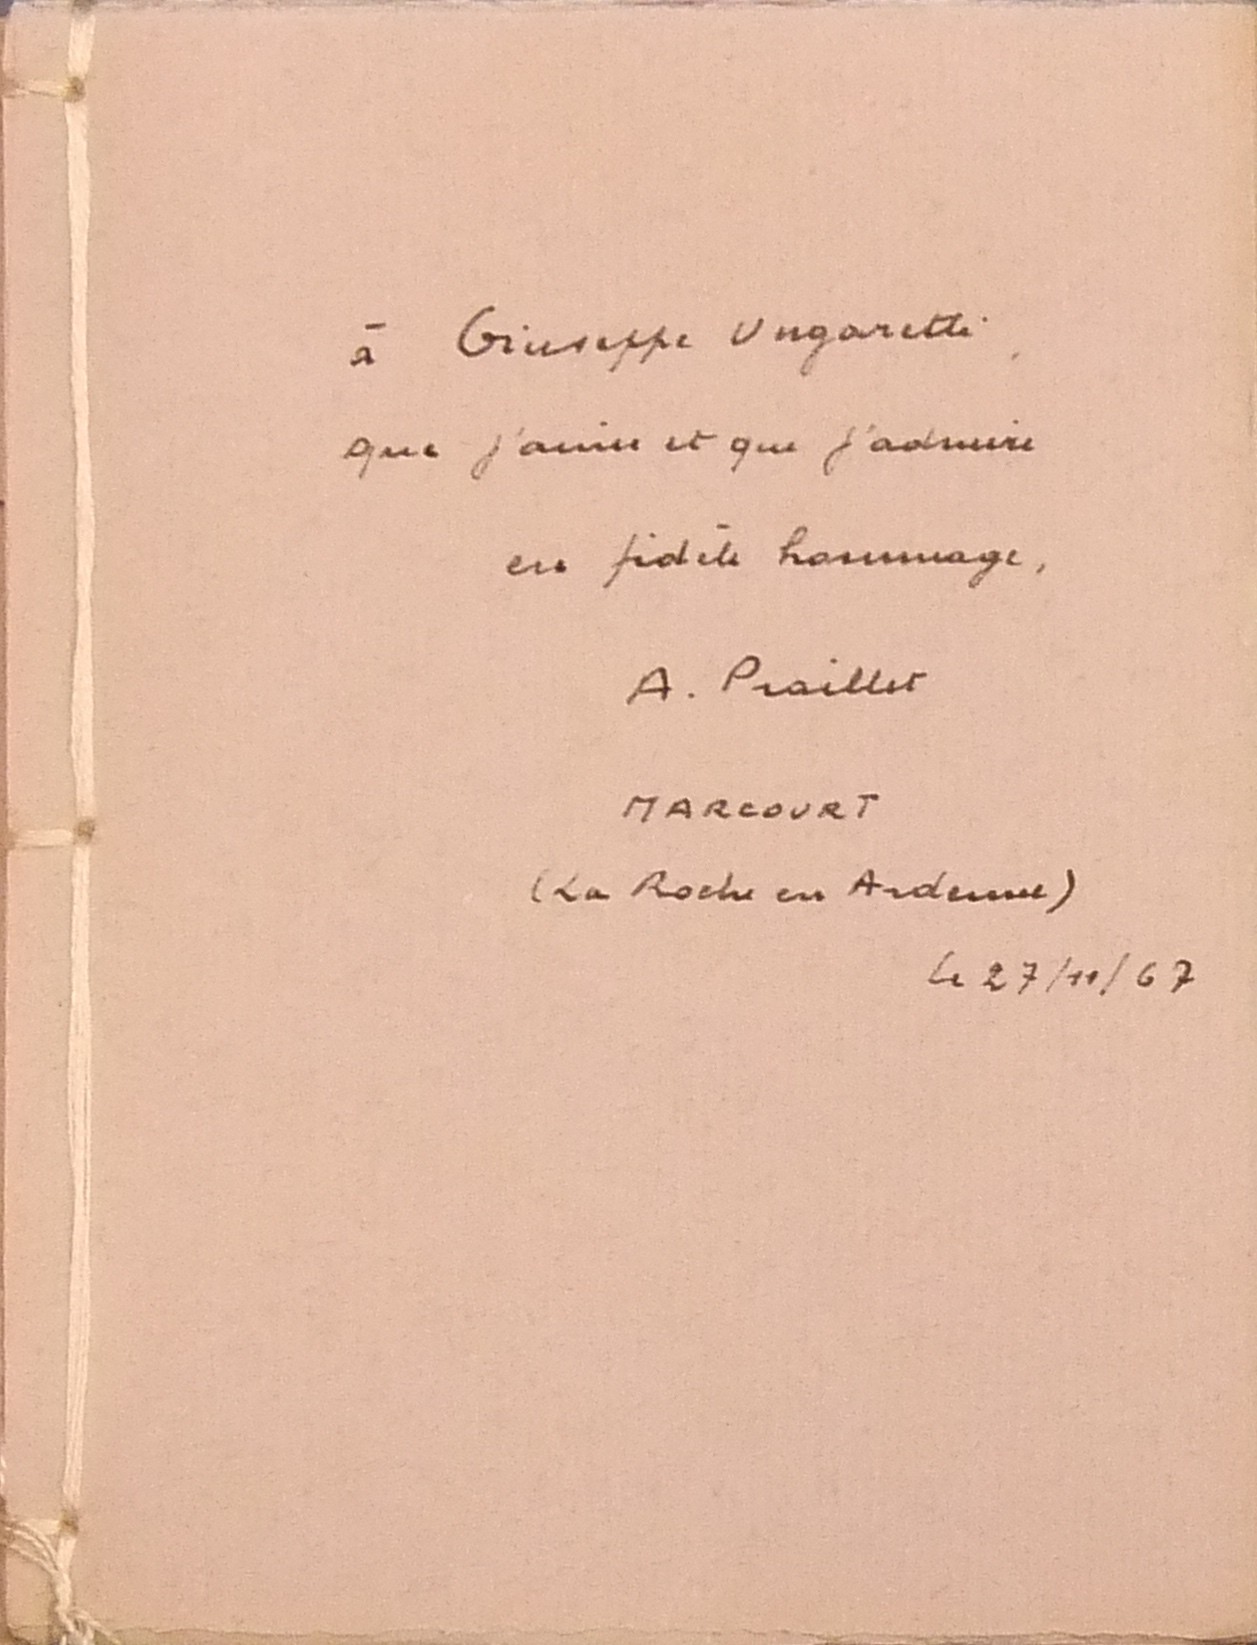 à Giuseppe Ungaretti,
que j'aime et que j'admire
en fidèle hommage,
A. Praillet
MARCOURT
(La Roche en Ardenne)
le 27/11/67